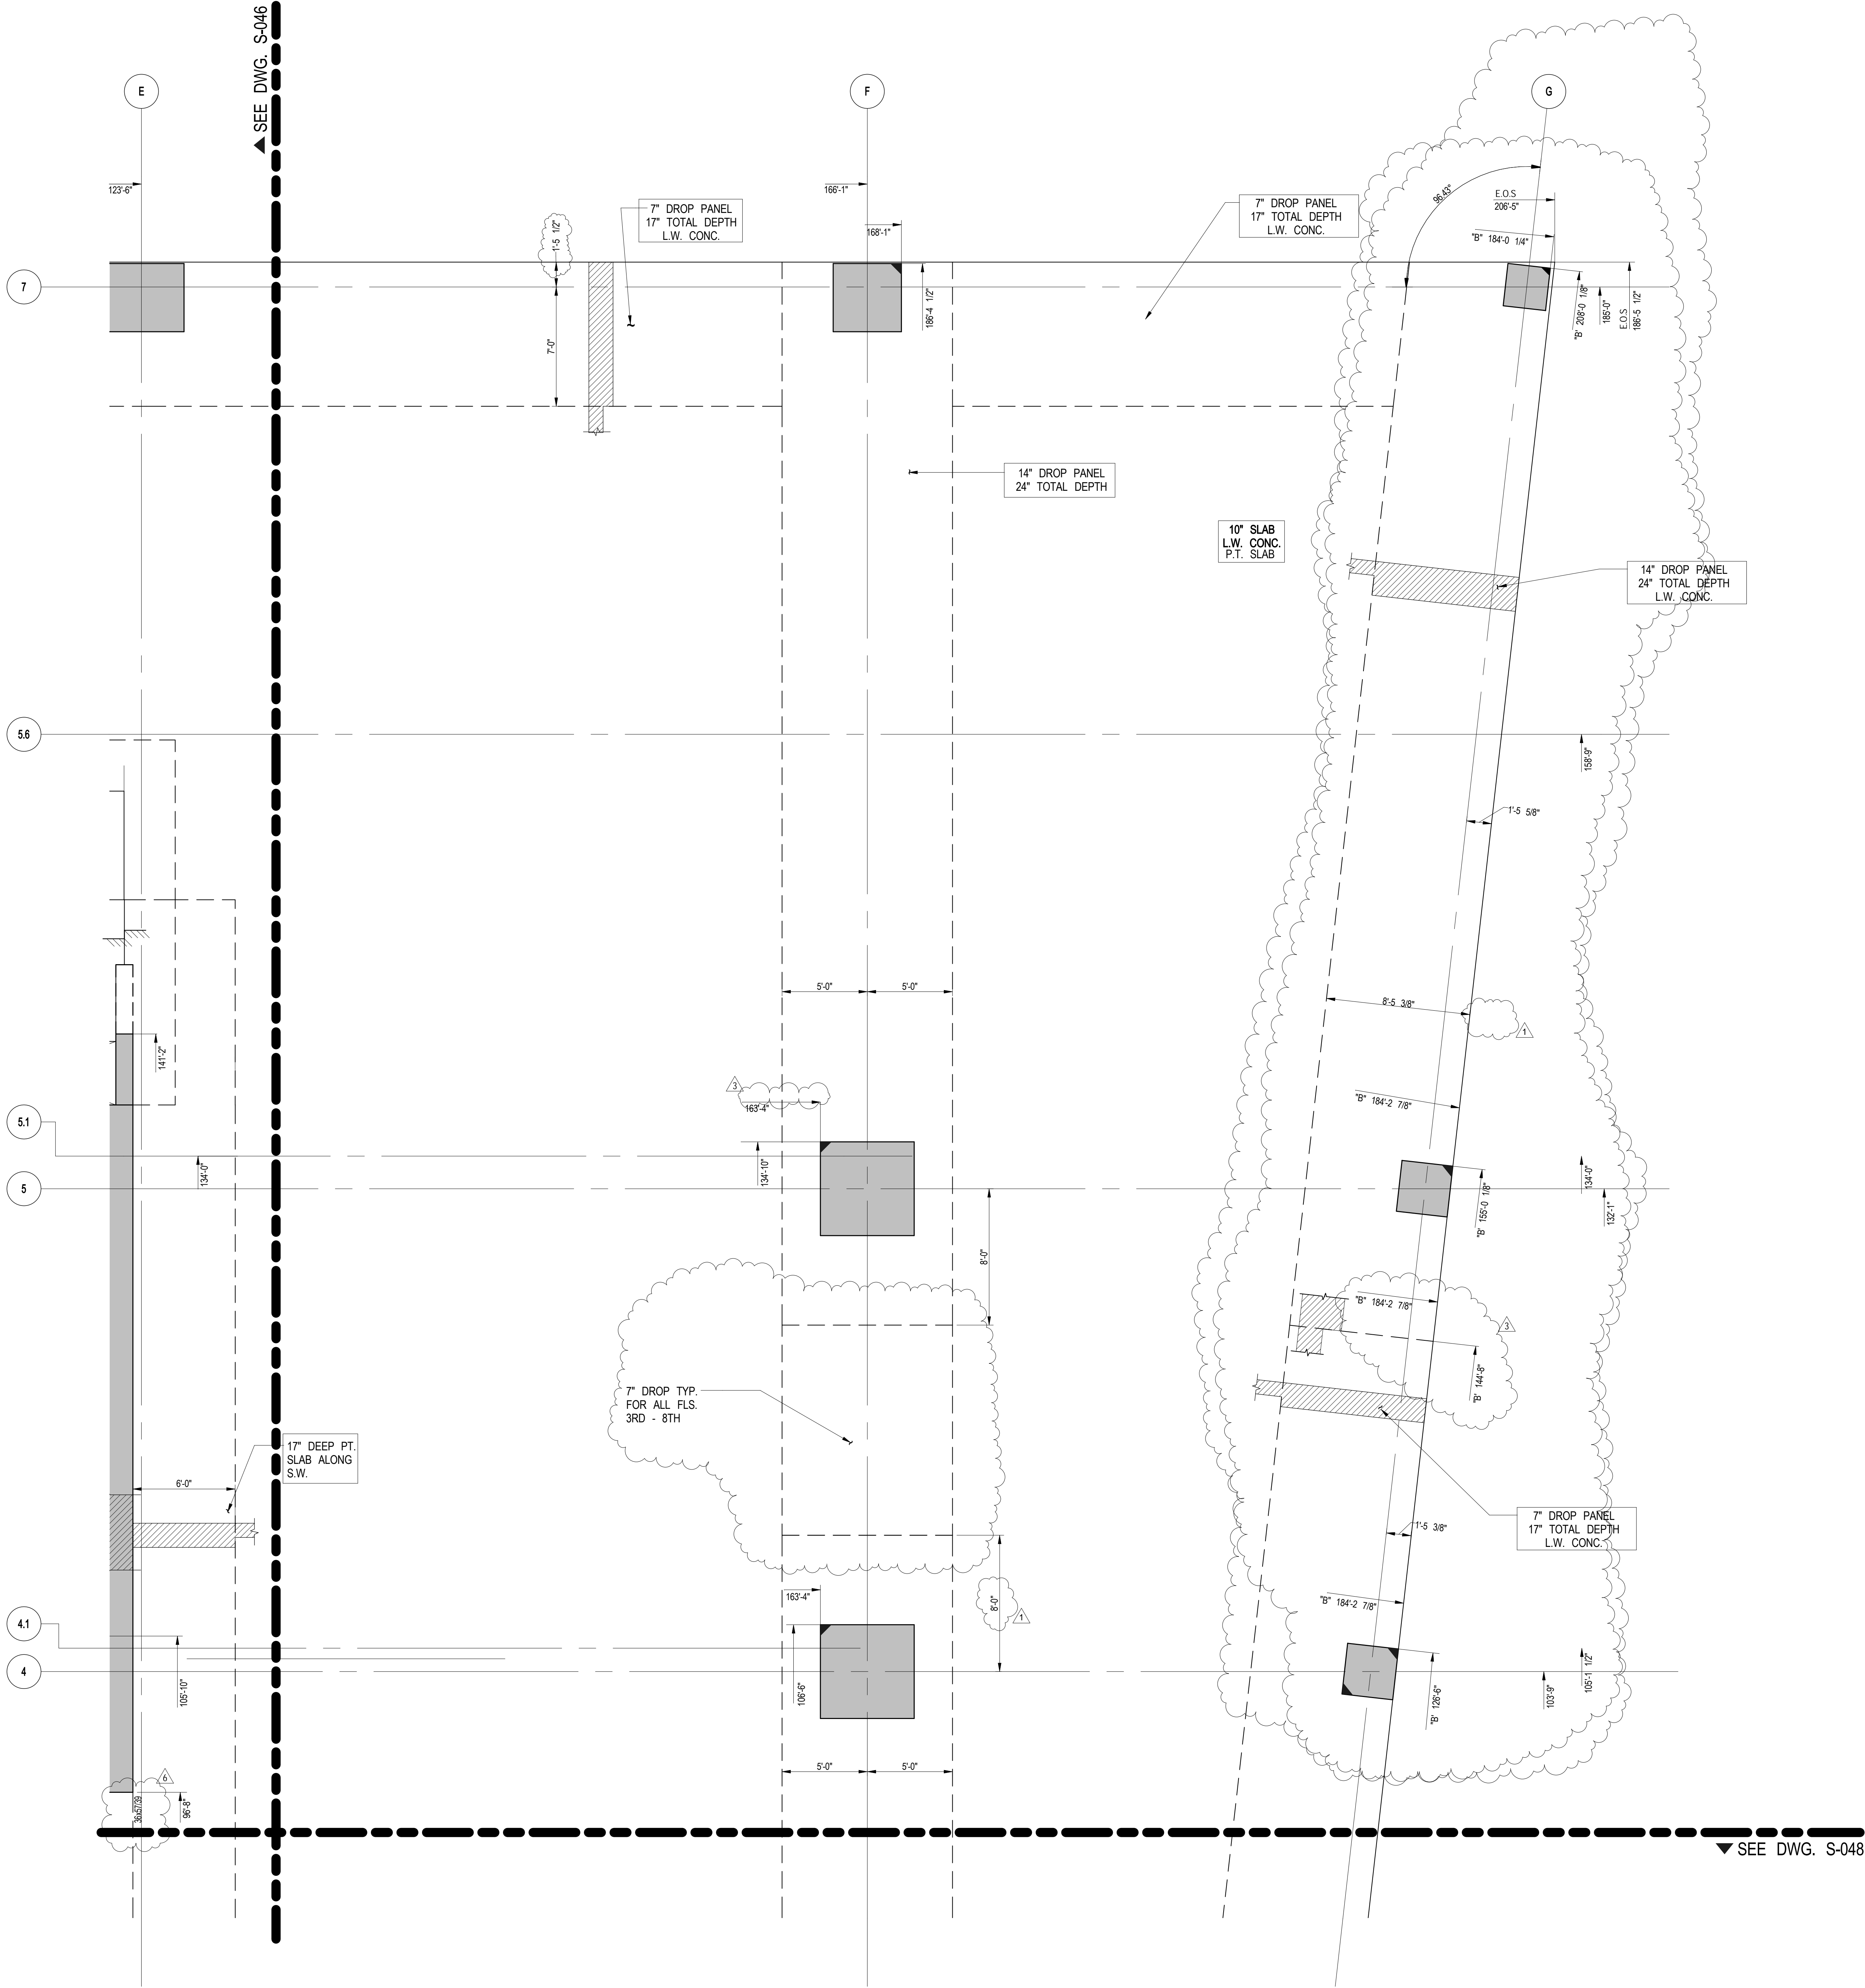 SEE DWG. S-046
E
F
G
123'-6"
166'-1"
168'-1"
7" DROP PANEL
17" TOTAL DEPTH
L.W. CONC.
1'-5 1/2"
7'-0"
7" DROP PANEL
17" TOTAL DEPTH
L.W. CONC.
96.43°
E.O.S
206'-5"
"B" 184'-0 1/4"
7
186'-4 1/2"
"B" 208'-0 1/8"
185'-0"
E.O.S
186'-5 1/2"
14" DROP PANEL
24" TOTAL DEPTH
10" SLAB
L.W. CONC.
P.T. SLAB
14" DROP PANEL
24" TOTAL DEPTH
L.W. CONC.
5.6
158'-9"
1'-5 5/8"
5'-0"
5'-0"
8'-5 3/8"
1
141'-2"
3
163'-4"
"B" 184'-2 7/8"
5.1
134'-0"
134'-10"
5
"B" 155'-0 1/8"
134'-0"
132'-1"
8'-0"
"B" 184'-2 7/8"
3
"B" 144'-8"
7" DROP TYP.
FOR ALL FLS.
3RD - 8TH
17" DEEP PT.
SLAB ALONG
S.W.
6'-0"
7" DROP PANEL
17" TOTAL DEPTH
L.W. CONC.
1'-5 3/8"
163'-4"
8'-0"
1
"B" 184'-2 7/8"
4.1
4
105'-10"
106'-6"
"B" 126'-6"
103'-9"
105'-1 1/2"
5'-0"
5'-0"
6
36x57/39
96'-8"
SEE DWG. S-048